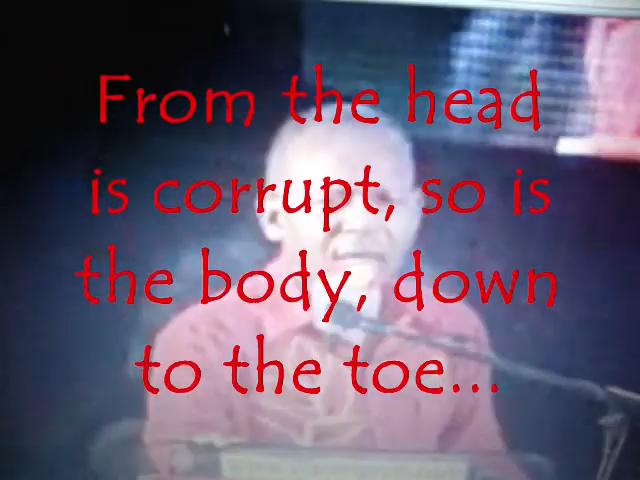 From the head
is corrupt, so is
the body, down
to the toe...